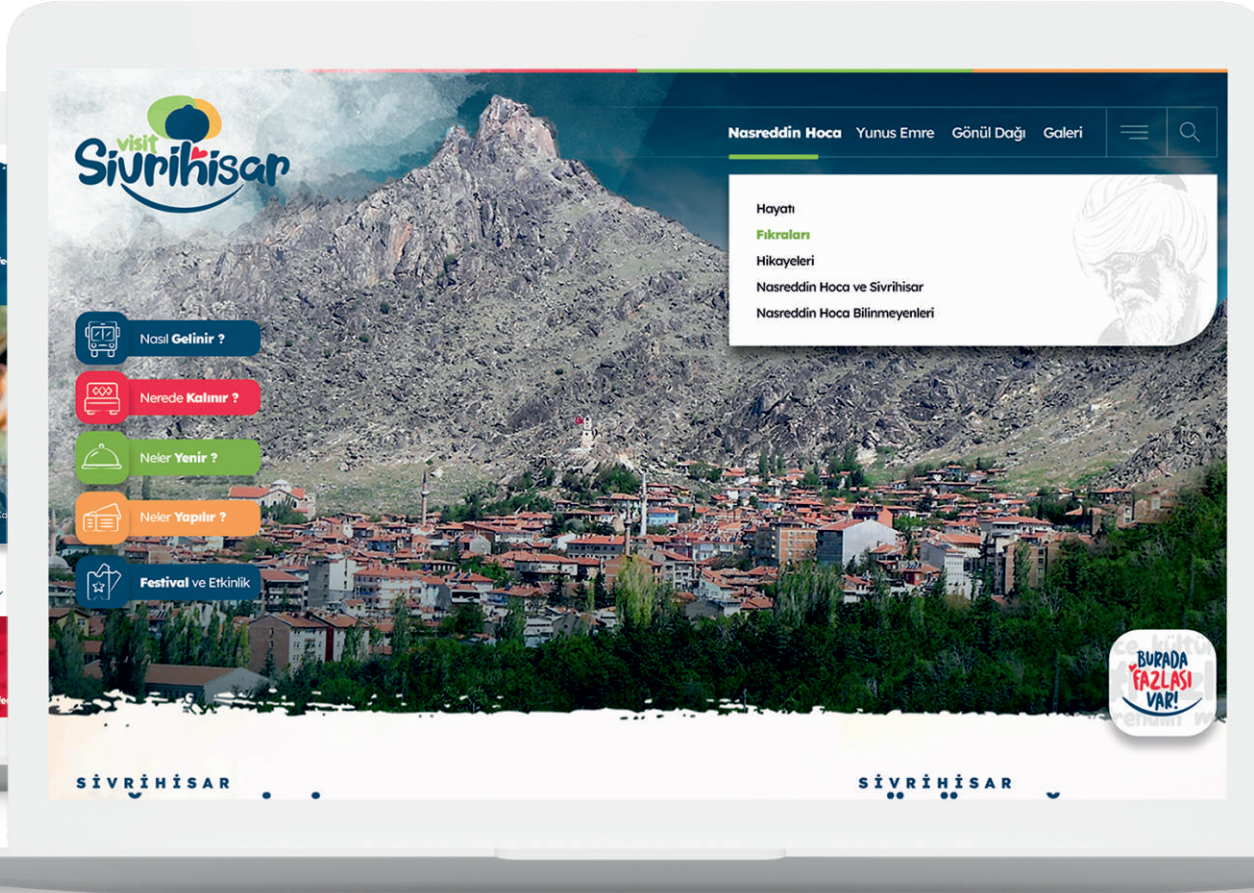 visit
Sivrihisar
Nasreddin Hoca Yunus Emre Gönül Dağı Galeri
Hayatı
Fıkraları
Hikayeleri
Nasreddin Hoca ve Sivrihisar
Nasreddin Hoca Bilinmeyenleri
Nasıl Gelinir ?
Nerede Kalınır ?
Neler Yenir ?
Neler Yapılır ?
Festival ve Etkinlik
BURADA
FAZLASI
VAR!
SİVRİHİSAR
SİVRİHİSAR